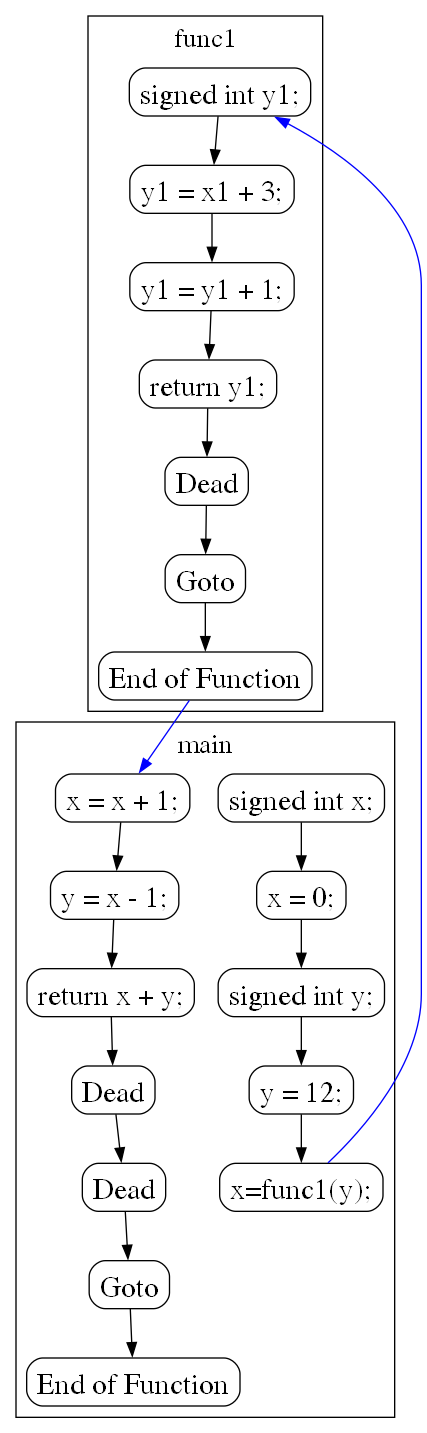 func1
signed int y1;
y1 = x1 + 3;
y1 = y1 + 1;
return y1;
Dead
Goto
End of Function
main
x = x + 1;
y = x - 1;
return x + y;
Dead
Dead
Goto
End of Function
signed int x;
x = 0;
signed int y;
y = 12;
x=func1(y);